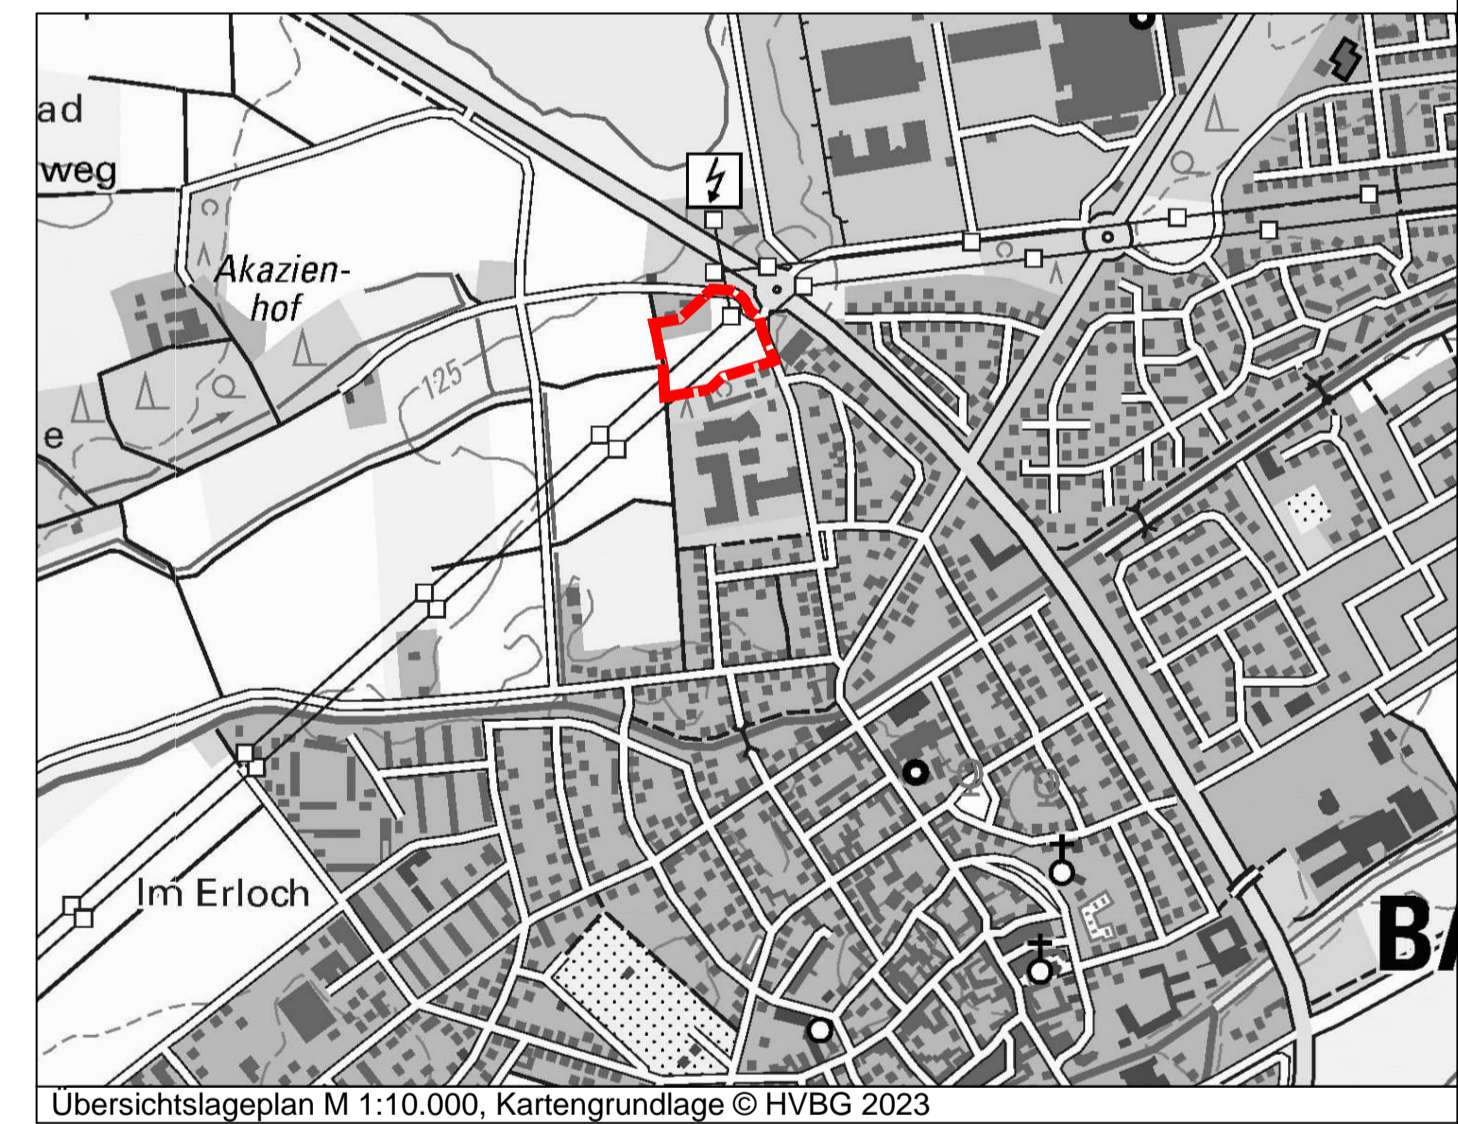 ad
weg
Akazien-
hof
125
e
Im Erloch
BA
Übersichtslageplan M 1:10.000, Kartengrundlage © HVBG 2023